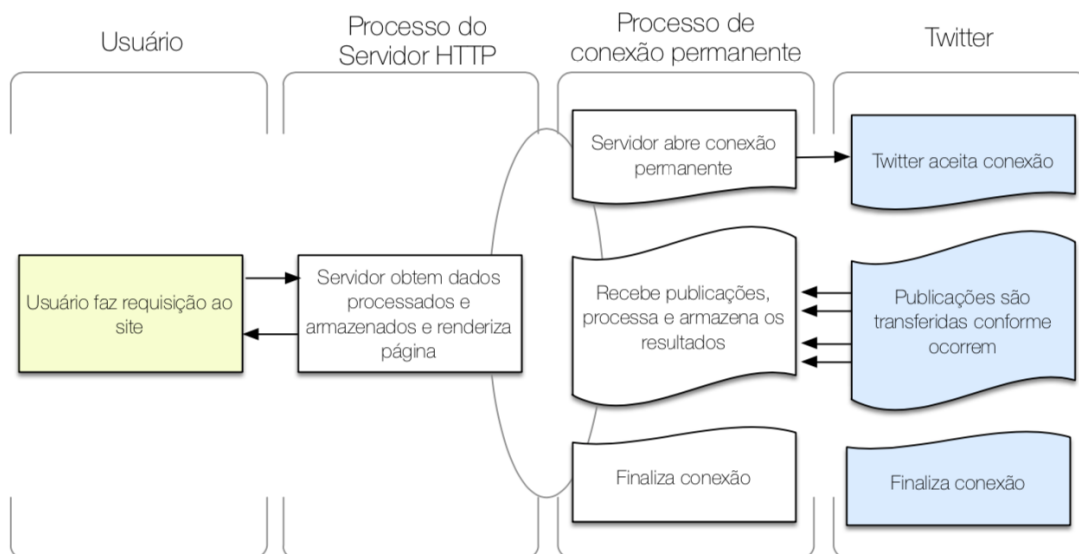 Usuário
Processo do
Servidor HTTP
Processo de
conexão permanente
Twitter
Servidor abre conexão
permanente
Twitter aceita conexão
Usuário faz requisição ao
site
Servidor obtem dados
processados e
armazenados e renderiza
página
Recebe publicações,
processa e armazena os
resultados
Publicações são
transferidas conforme
ocorrem
Finaliza conexão
Finaliza conexão